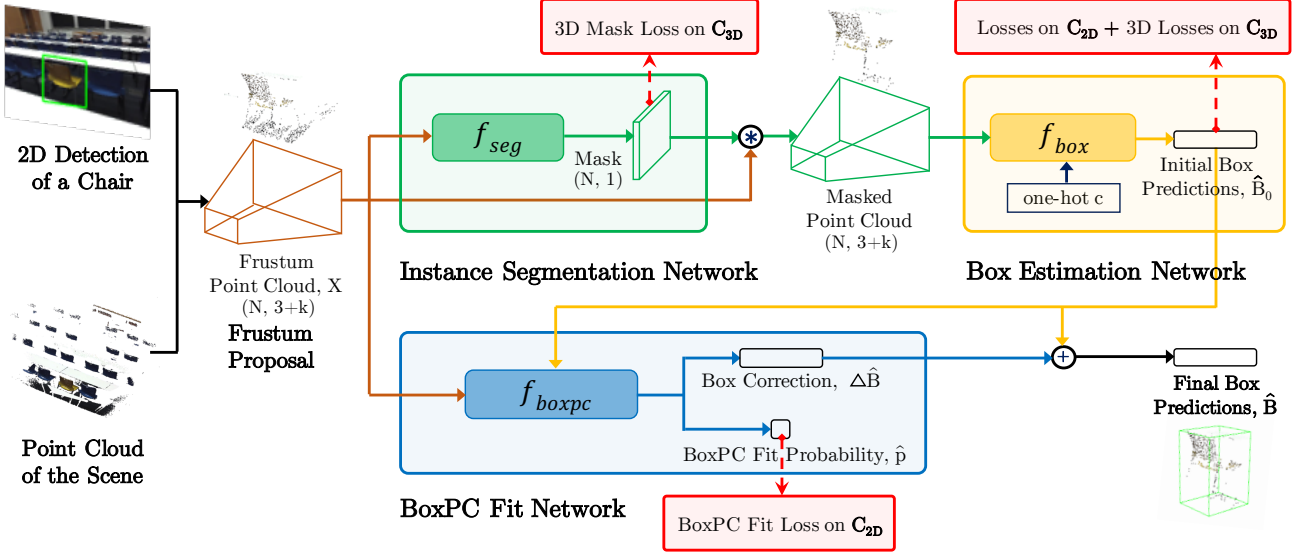 3D Mask Loss on C3D
Losses on C2D + 3D Losses on C3D
2D Detection
of a Chair
fseg
Mask
(N, 1)
*
fbox
one-hot c
Initial Box
Predictions, B̂0
Masked
Point Cloud
(N, 3+k)
Frustum
Point Cloud, X
(N, 3+k)
Frustum
Proposal
Instance Segmentation Network
Box Estimation Network
Point Cloud
of the Scene
fboxpc
Box Correction, ΔB̂
BoxPC Fit Probability, p̂
+
Final Box
Predictions, B̂
BoxPC Fit Network
BoxPC Fit Loss on C2D